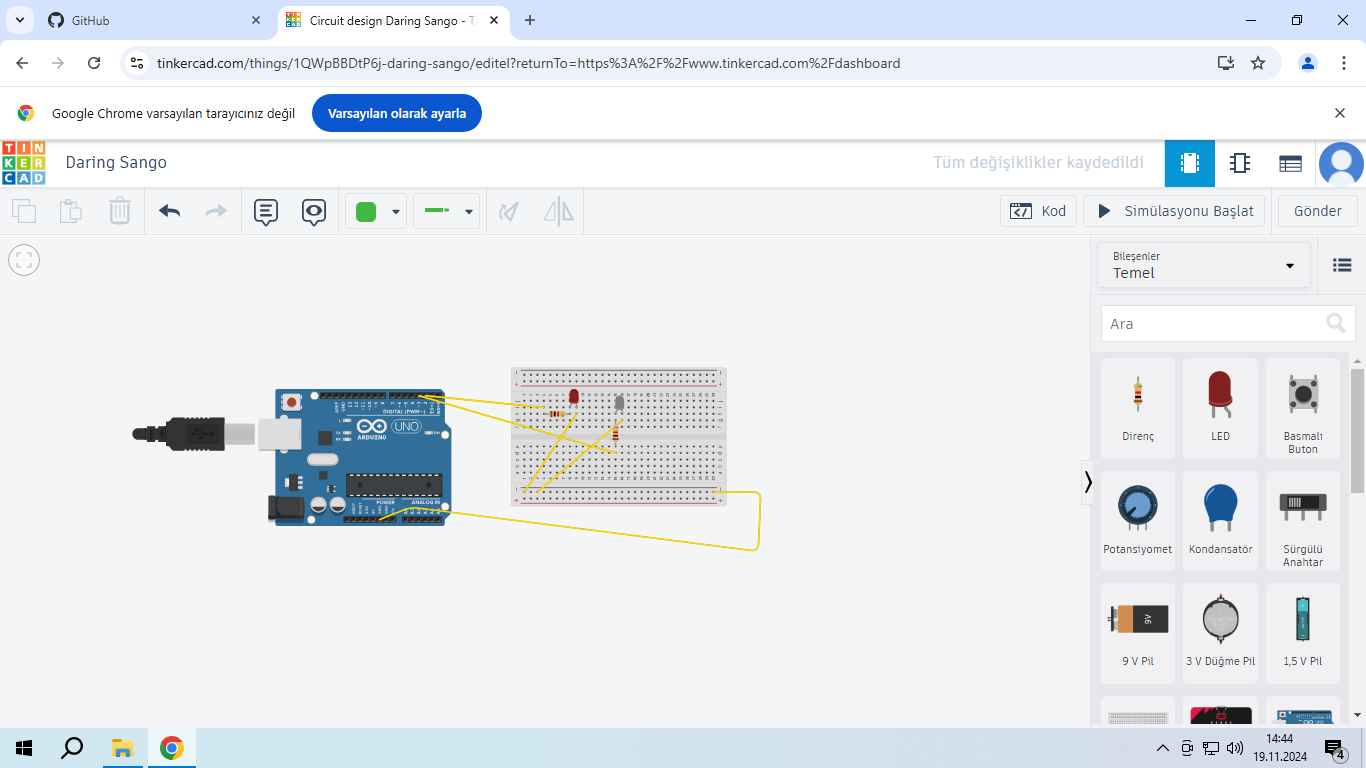 GitHub
Circuit design Daring Sango - T
tinkercad.com/things/1QWpBBDtP6j-daring-sango/editel?returnTo=https%3A%2F%2Fwww.tinkercad.com%2Fdashboard
Google Chrome varsayılan tarayıcınız değil
Varsayılan olarak ayarla
TIN
KER
CAD
Daring Sango
Tüm değişiklikler kaydedildi
Kod
Simülasyonu Başlat
Gönder
Bileşenler
Temel
Ara
DIGITAL (PWM~)
UNO
ARDUINO
POWER
ANALOG IN
Direnç
LED
Basmalı
Buton
Potansiyomet
Kondansatör
Sürgülü
Anahtar
9V
9 V Pil
3 V Düğme Pil
1,5 V Pil
14:44
19.11.2024
4